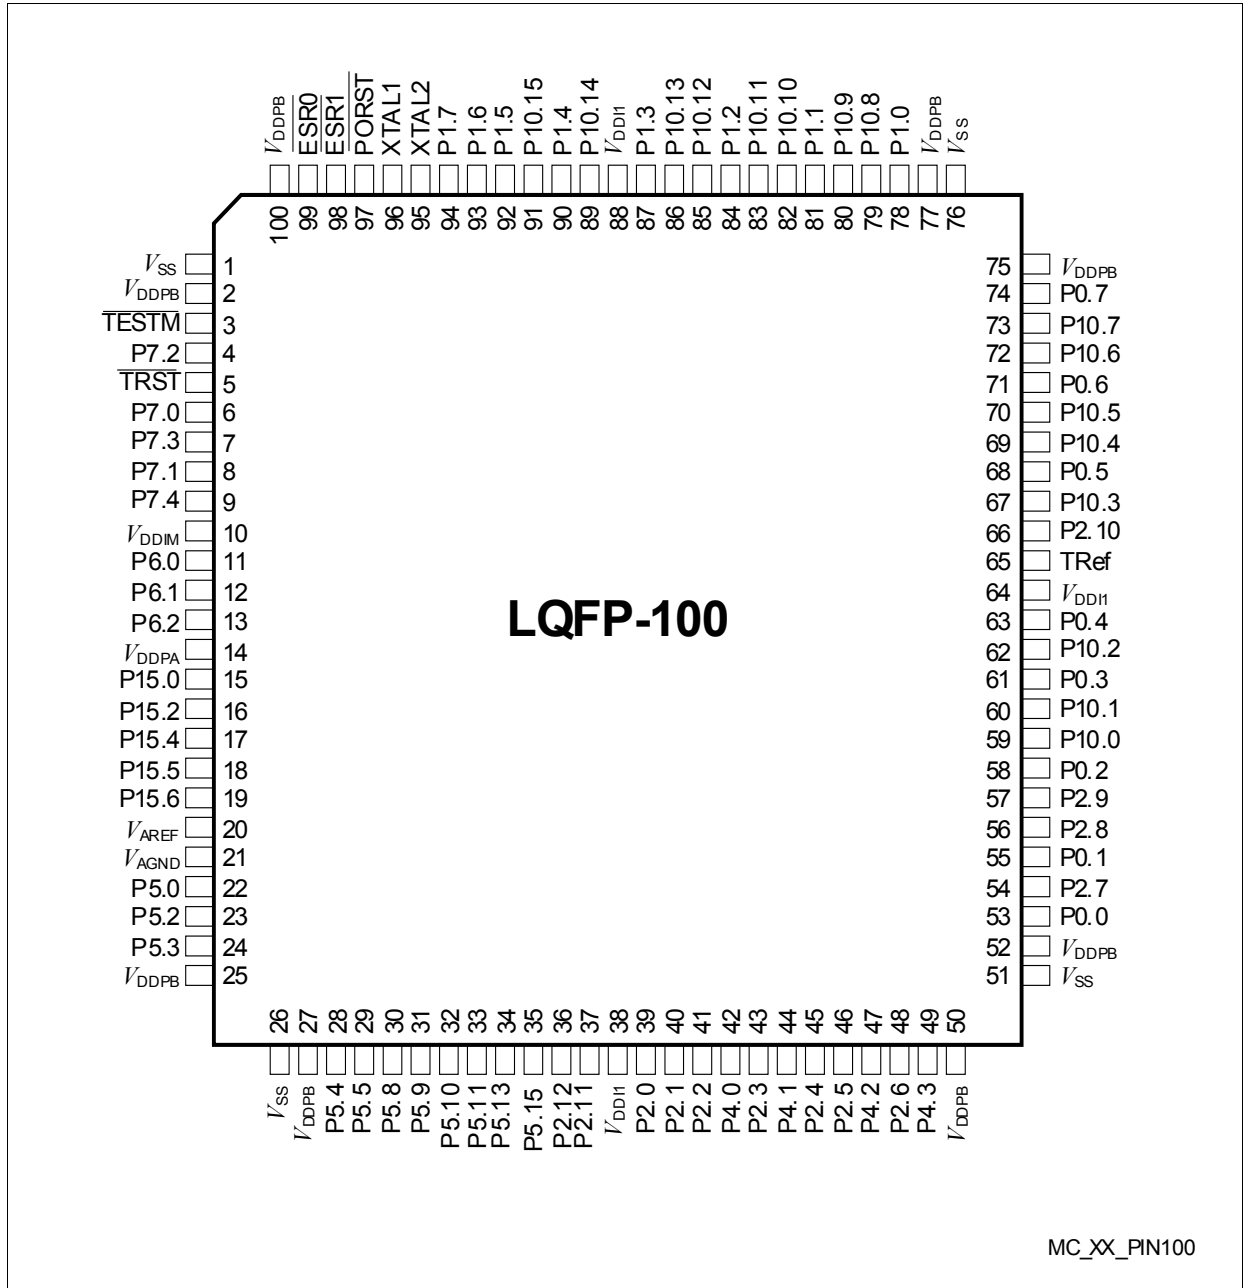 VDDPB
ESR0
ESR1
PORST
XTAL1
XTAL2
P1.7
P1.6
P1.5
P10.15
P1.4
P10.14
VDDI1
P1.3
P10.13
P10.12
P1.2
P10.11
P10.10
P1.1
P10.9
P10.8
P1.0
VDDPB
VSS
100
99
98
97
96
95
94
93
92
91
90
89
88
87
86
85
84
83
82
81
80
79
78
77
76
VSS 1
VDDPB 2
TESTM 3
P7.2 4
TRST 5
P7.0 6
P7.3 7
P7.1 8
P7.4 9
VDDIM 10
P6.0 11
P6.1 12
P6.2 13
VDDPA 14
P15.0 15
P15.2 16
P15.4 17
P15.5 18
P15.6 19
VAREF 20
VAGND 21
P5.0 22
P5.2 23
P5.3 24
VDDPB 25
LQFP-100
75 VDDPB
74 P0.7
73 P10.7
72 P10.6
71 P0.6
70 P10.5
69 P10.4
68 P0.5
67 P10.3
66 P2.10
65 TRef
64 VDDI1
63 P0.4
62 P10.2
61 P0.3
60 P10.1
59 P10.0
58 P0.2
57 P2.9
56 P2.8
55 P0.1
54 P2.7
53 P0.0
52 VDDPB
51 VSS
26
27
28
29
30
31
32
33
34
35
36
37
38
39
40
41
42
43
44
45
46
47
48
49
50
VSS
VDDPB
P5.4
P5.5
P5.8
P5.9
P5.10
P5.11
P5.13
P5.15
P2.12
P2.11
VDDI1
P2.0
P2.1
P2.2
P4.0
P2.3
P4.1
P2.4
P2.5
P4.2
P2.6
P4.3
VDDPB
MC_XX_PIN100